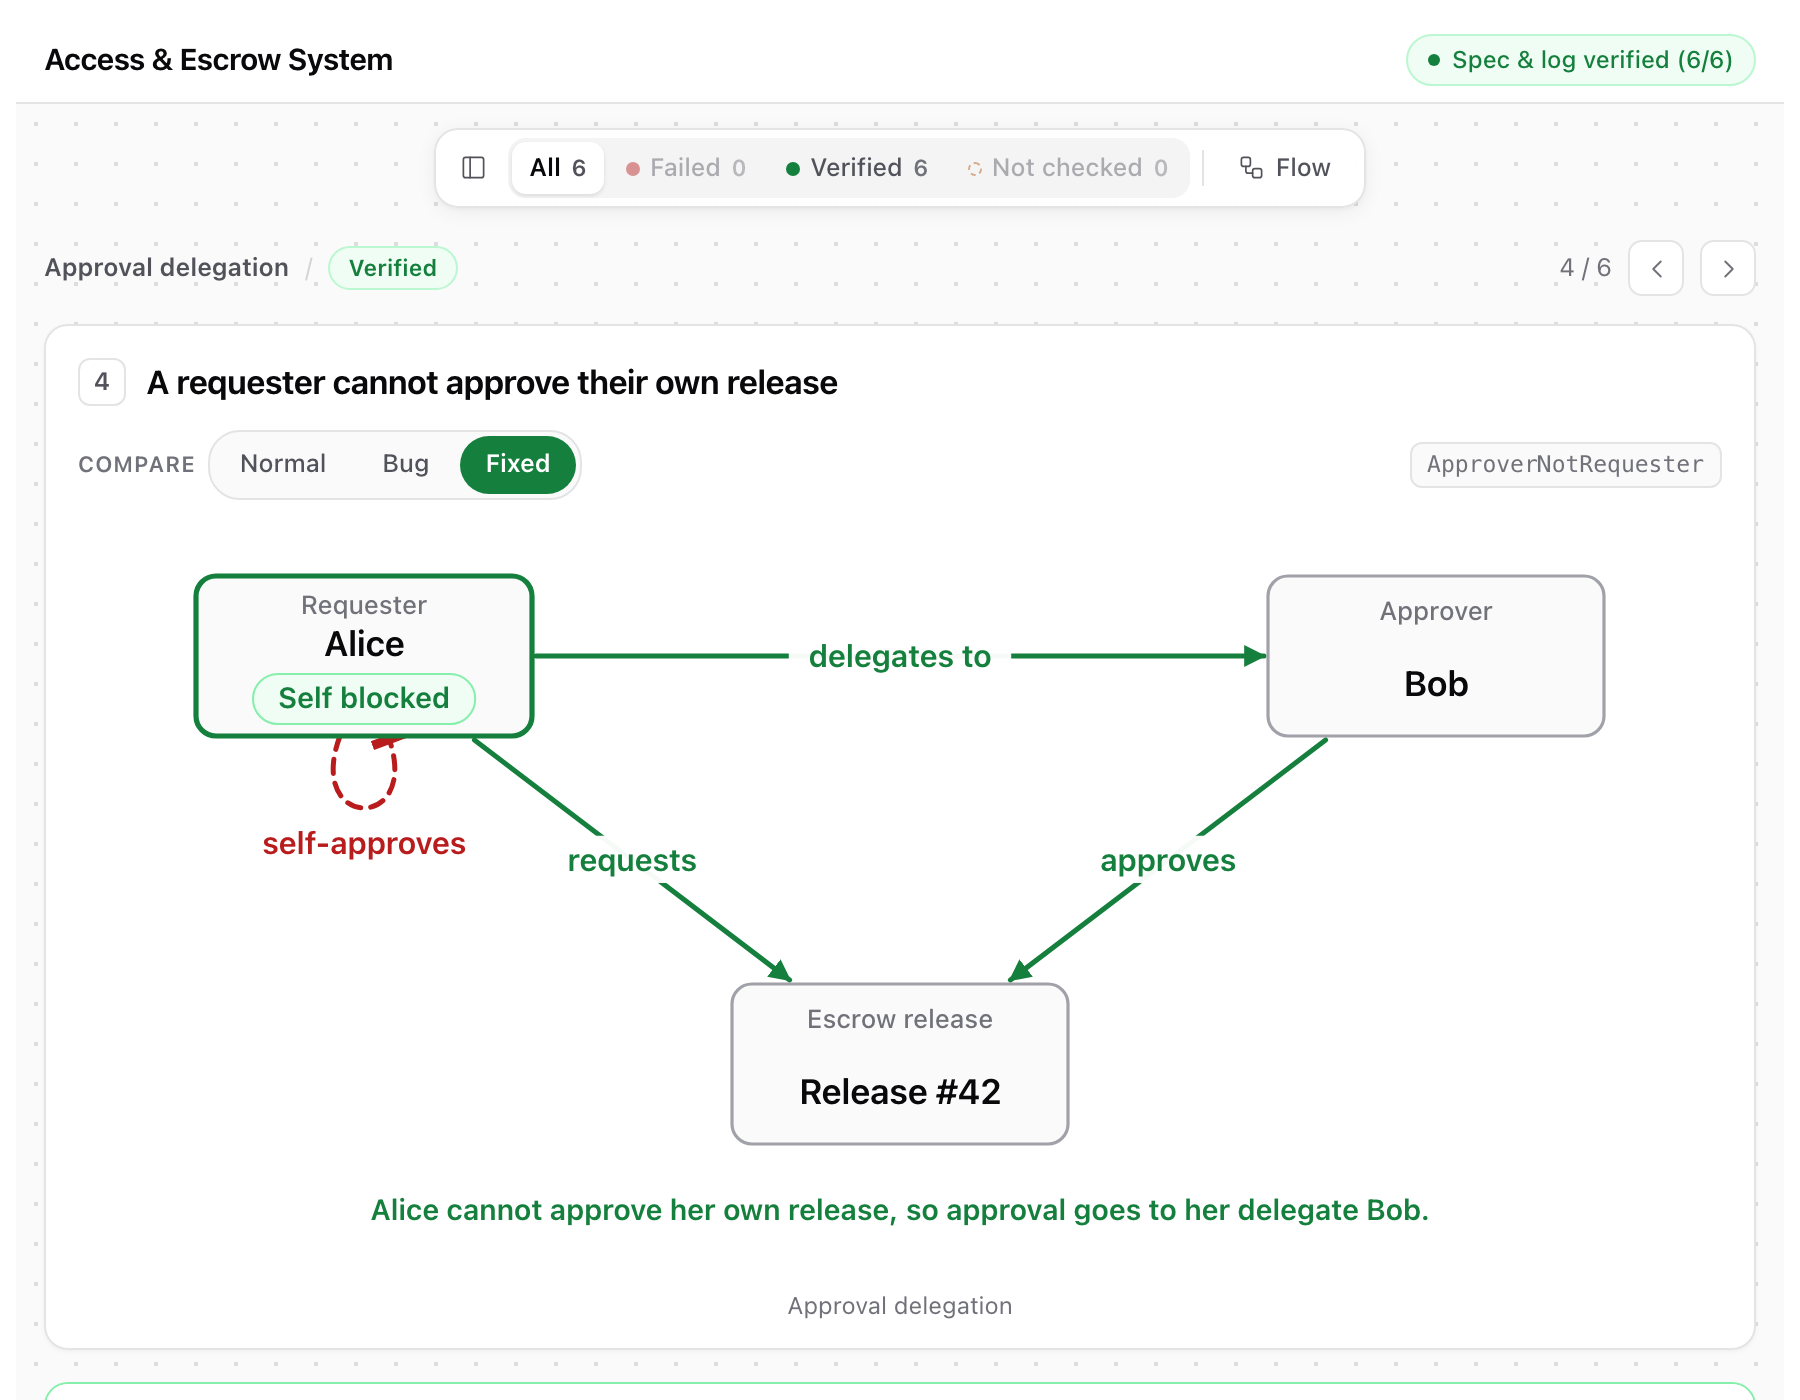 Access & Escrow System
Spec & log verified (6/6)
All 6
Failed 0
Verified 6
Not checked 0
Flow
Approval delegation / Verified
4 / 6
4
A requester cannot approve their own release
COMPARE
Normal
Bug
Fixed
ApproverNotRequester
Requester
Alice
Self blocked
delegates to
Approver
Bob
self-approves
requests
approves
Escrow release
Release #42
Alice cannot approve her own release, so approval goes to her delegate Bob.
Approval delegation